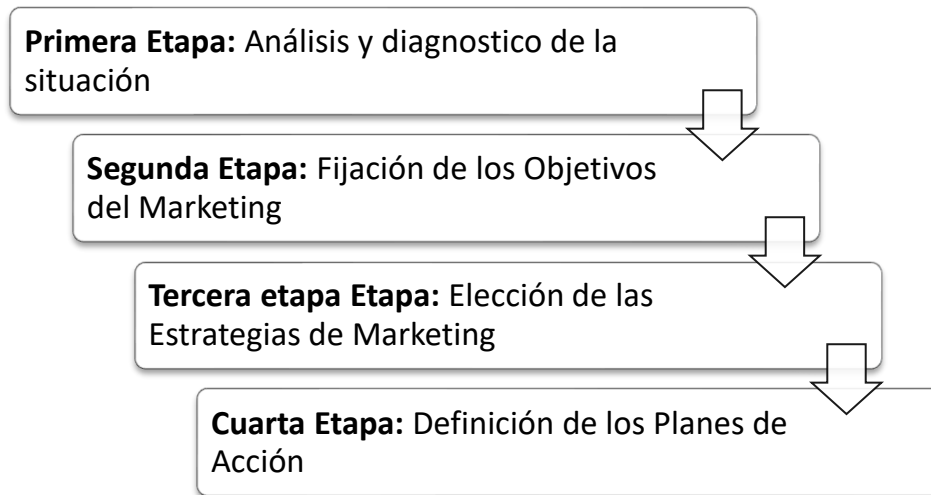 Primera Etapa: Análisis y diagnostico de la
situación
Segunda Etapa: Fijación de los Objetivos
del Marketing
Tercera etapa Etapa: Elección de las
Estrategias de Marketing
Cuarta Etapa: Definición de los Planes de
Acción